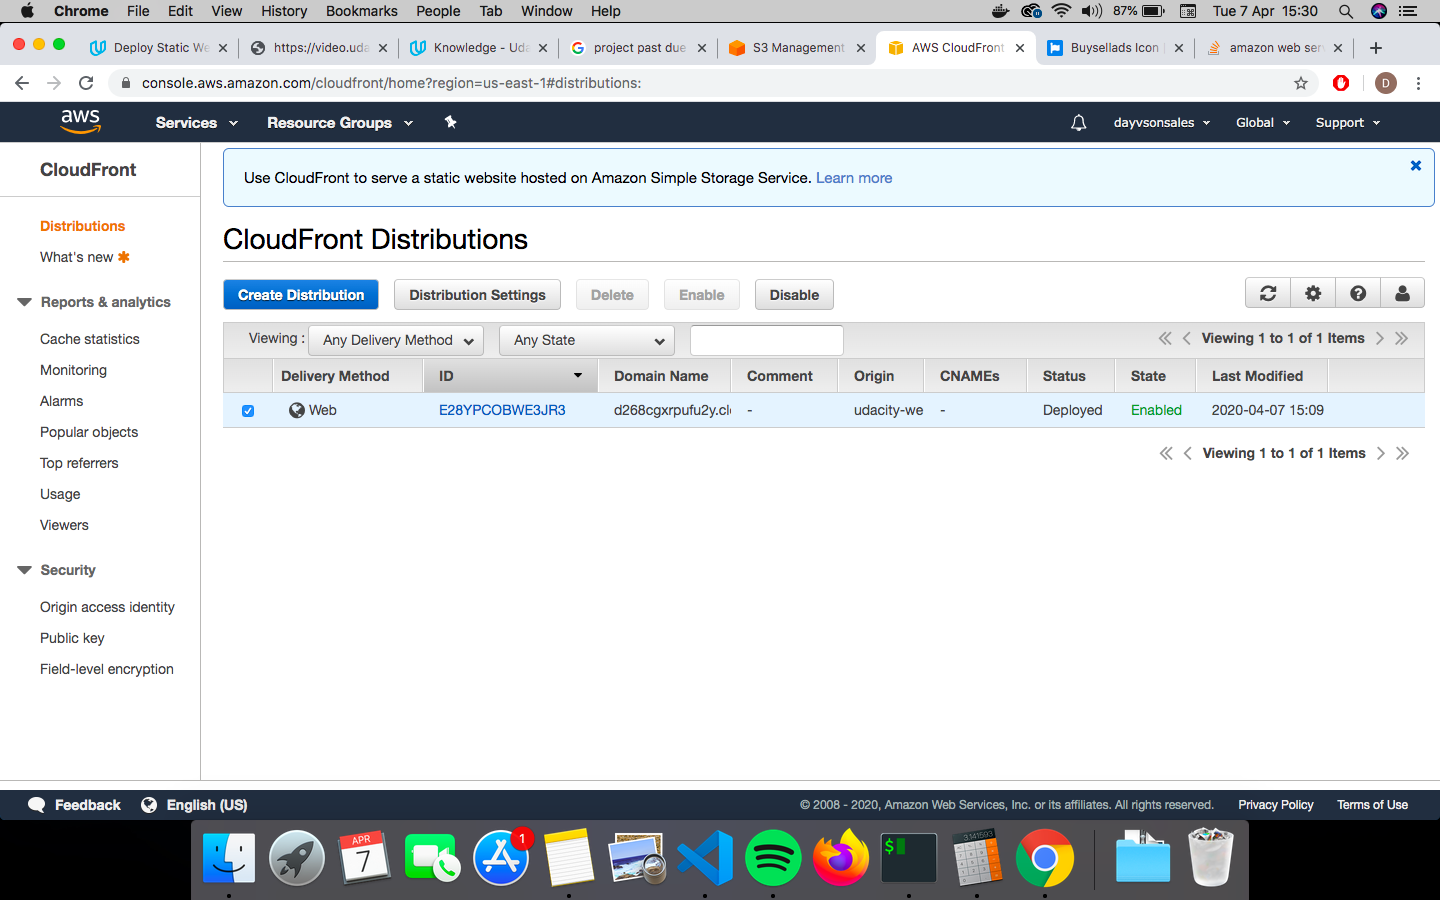 Chrome File Edit View History Bookmarks People Tab Window Help 87% Tue 7 Apr 15:30
Deploy Static We https://video.uda Knowledge - Uda project past due S3 Management AWS CloudFront Buysellads Icon amazon web serv
console.aws.amazon.com/cloudfront/home?region=us-east-1#distributions: D
aws Services Resource Groups dayvsonsales Global Support
CloudFront
Distributions
What's new
Reports & analytics
Cache statistics
Monitoring
Alarms
Popular objects
Top referrers
Usage
Viewers
Security
Origin access identity
Public key
Field-level encryption
Use CloudFront to serve a static website hosted on Amazon Simple Storage Service. Learn more
CloudFront Distributions
Create Distribution Distribution Settings Delete Enable Disable
Viewing : Any Delivery Method Any State Viewing 1 to 1 of 1 Items
Delivery Method ID Domain Name Comment Origin CNAMEs Status State Last Modified
Web E28YPCOBWE3JR3 d268cgxrpufu2y.cl - udacity-we - Deployed Enabled 2020-04-07 15:09
Viewing 1 to 1 of 1 Items
Feedback English (US) © 2008 - 2020, Amazon Web Services, Inc. or its affiliates. All rights reserved. Privacy Policy Terms of Use
APR
7
1
$
3.141593